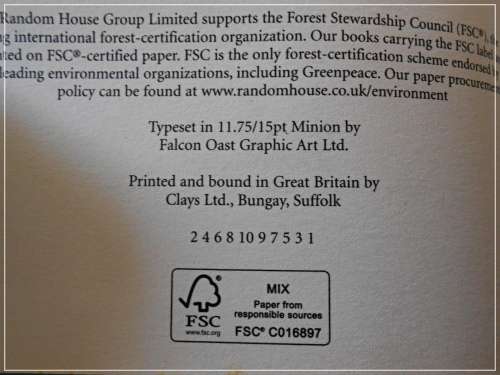 Random House Group Limited supports the Forest Stewardship Council (FSC®),
international forest-certification organization. Our books carrying the FSC label
on FSC®-certified paper. FSC is the only forest-certification scheme endorsed
leading environmental organizations, including Greenpeace. Our paper
policy can be found at www.randomhouse.co.uk/environment
Typeset in 11.75/15pt Minion by
Falcon Oast Graphic Art Ltd.
Printed and bound in Great Britain by
Clays Ltd., Bungay, Suffolk
2 4 6 8 10 9 7 5 3 1
FSC
www.fsc.org
MIX
Paper from
responsible sources
FSC® C016897